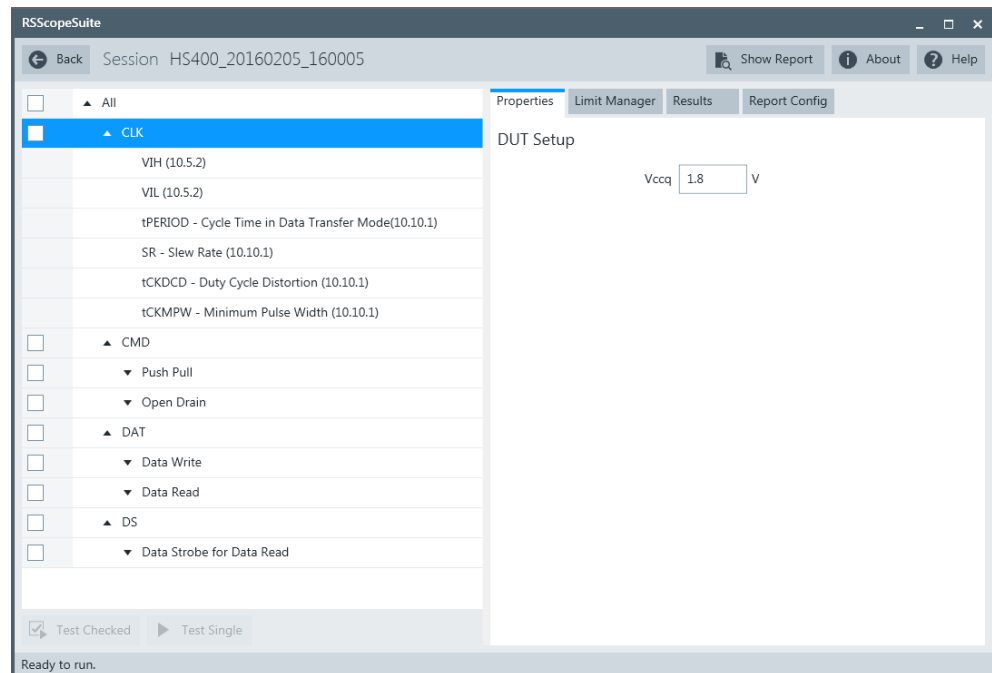 RSScopeSuite
Back Session HS400_20160205_160005 Show Report About Help
All
CLK
VIH (10.5.2)
VIL (10.5.2)
tPERIOD - Cycle Time in Data Transfer Mode(10.10.1)
SR - Slew Rate (10.10.1)
tCKDCD - Duty Cycle Distortion (10.10.1)
tCKMPW - Minimum Pulse Width (10.10.1)
CMD
Push Pull
Open Drain
DAT
Data Write
Data Read
DS
Data Strobe for Data Read
Test Checked Test Single
Properties Limit Manager Results Report Config
DUT Setup
Vccq 1.8 V
Ready to run.